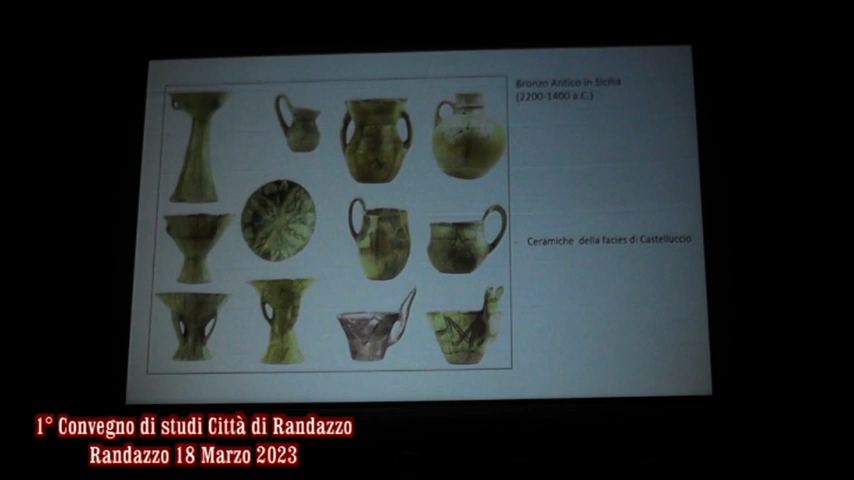 Bronzo Antico in Sicilia
(2200-1400 a.C.)
- Ceramiche della facies di Castelluccio
1° Convegno di studi Città di Randazzo
Randazzo 18 Marzo 2023